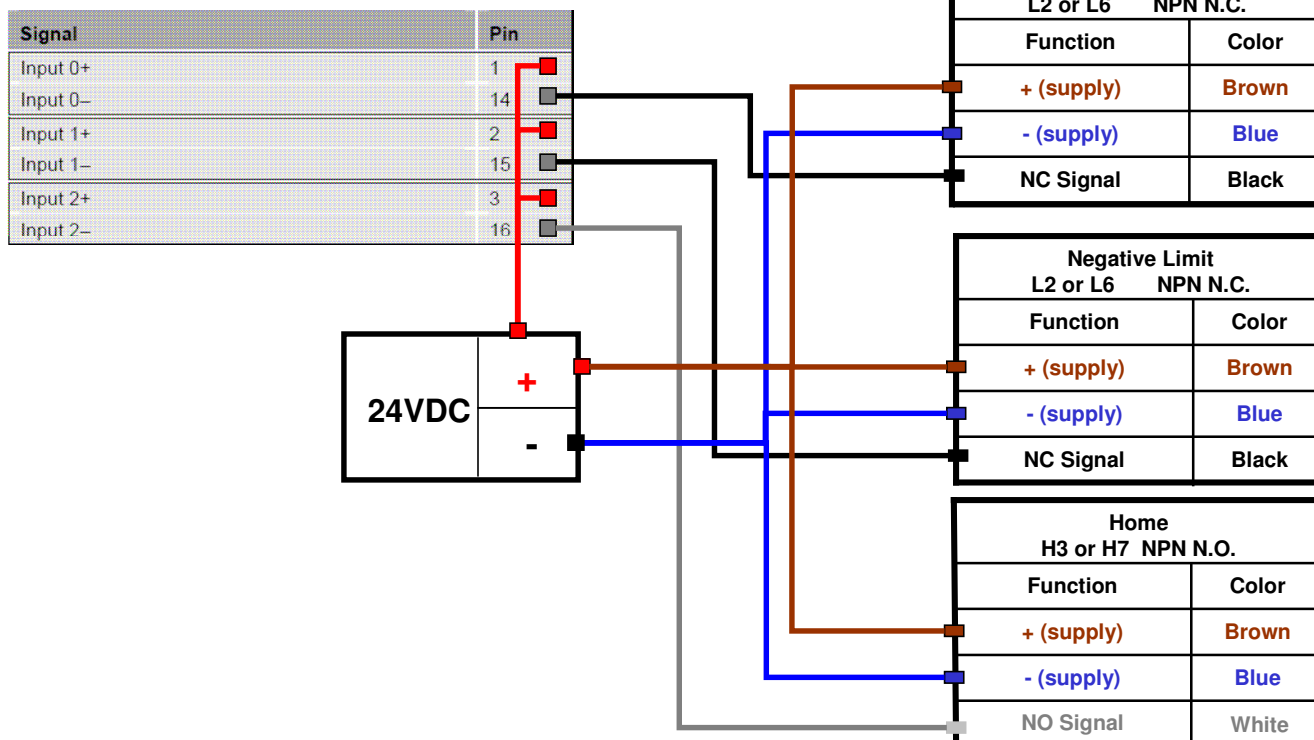 Signal Pin
Input 0+ 1
Input 0– 14
Input 1+ 2
Input 1– 15
Input 2+ 3
Input 2– 16
24VDC
+
-
L2 or L6 NPN N.C.
Function Color
+ (supply) Brown
- (supply) Blue
NC Signal Black
Negative Limit
L2 or L6 NPN N.C.
Function Color
+ (supply) Brown
- (supply) Blue
NC Signal Black
Home
H3 or H7 NPN N.O.
Function Color
+ (supply) Brown
- (supply) Blue
NO Signal White